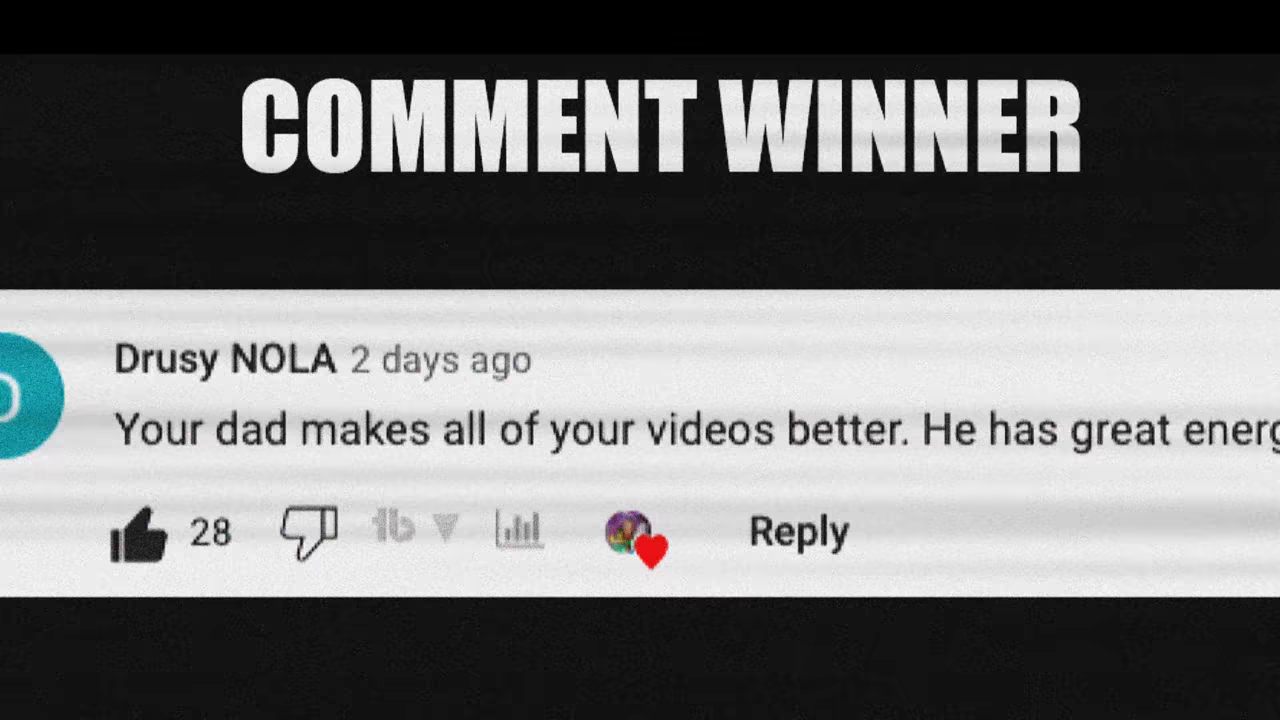 COMMENT WINNER
Drusy NOLA 2 days ago
Your dad makes all of your videos better. He has great
28 Reply